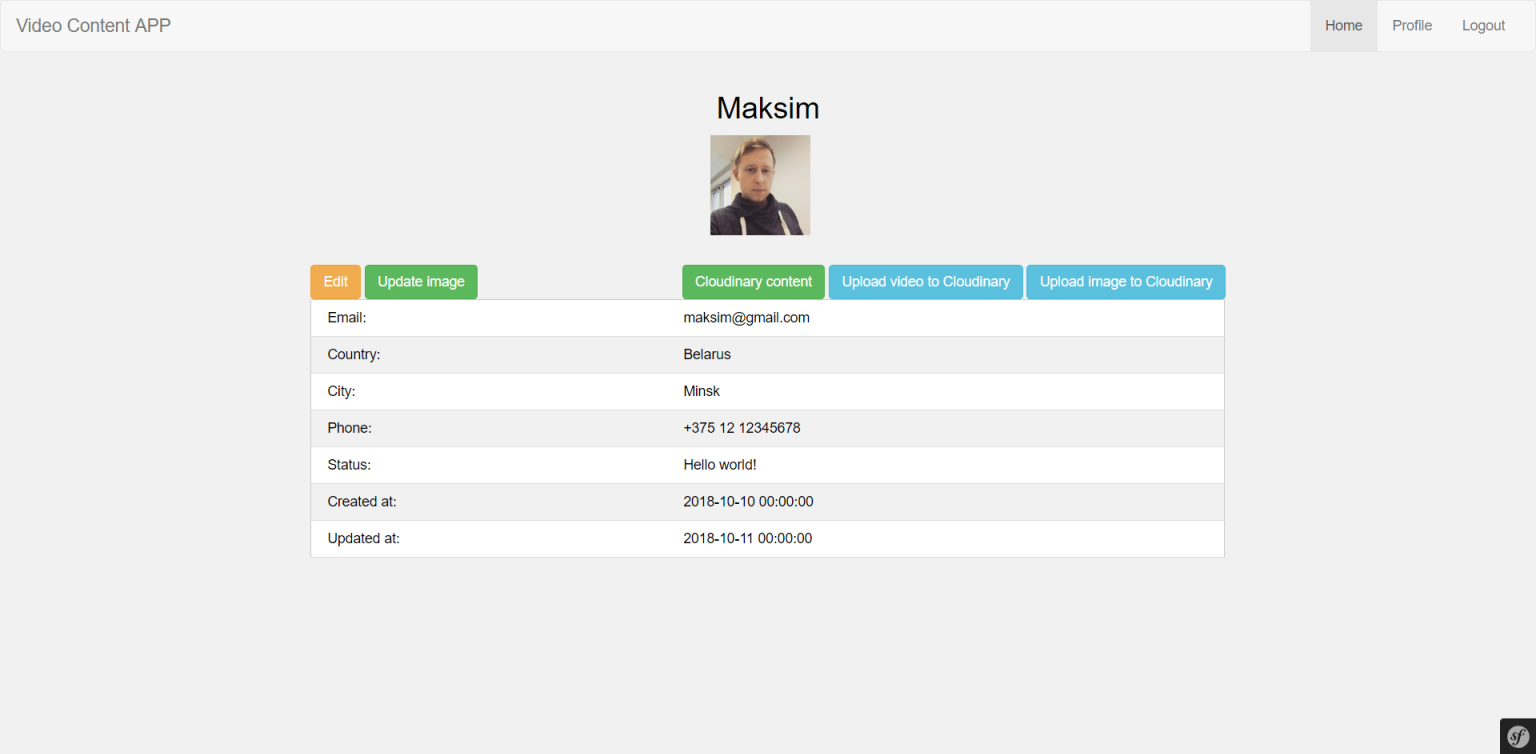 Video Content APP
Home Profile Logout
Maksim
Edit Update image Cloudinary content Upload video to Cloudinary Upload image to Cloudinary
Email: maksim@gmail.com
Country: Belarus
City: Minsk
Phone: +375 12 12345678
Status: Hello world!
Created at: 2018-10-10 00:00:00
Updated at: 2018-10-11 00:00:00
sf